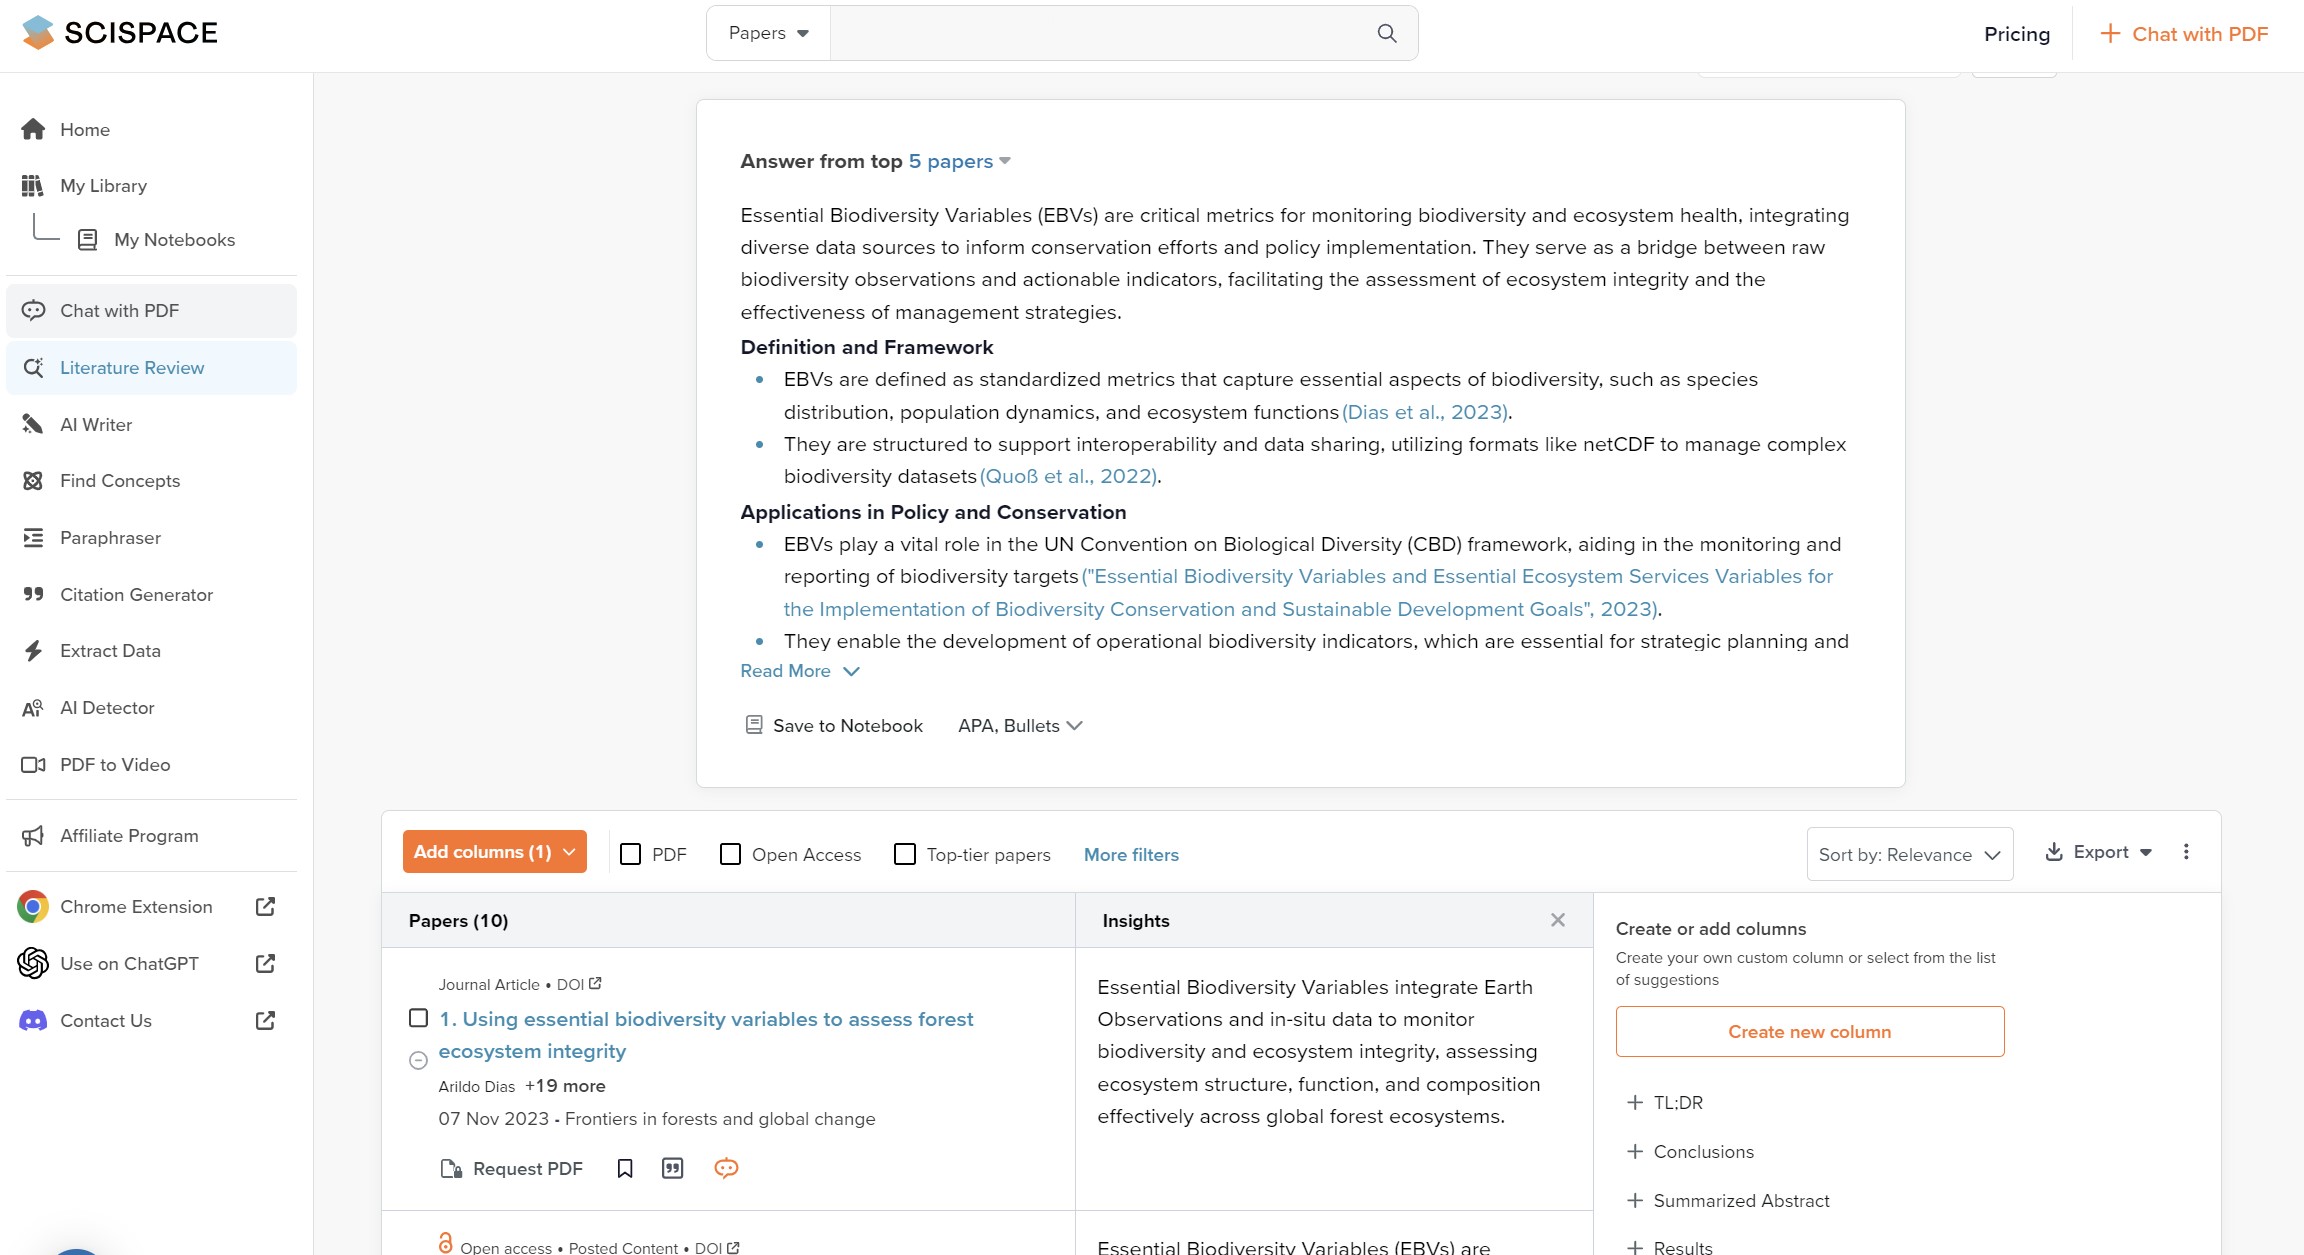 SCISPACE
Papers
Pricing
Chat with PDF
Home
My Library
My Notebooks
Chat with PDF
Literature Review
AI Writer
Find Concepts
Paraphraser
Citation Generator
Extract Data
AI Detector
PDF to Video
Affiliate Program
Chrome Extension
Use on ChatGPT
Contact Us
Answer from top 5 papers
Essential Biodiversity Variables (EBVs) are critical metrics for monitoring biodiversity and ecosystem health, integrating
diverse data sources to inform conservation efforts and policy implementation. They serve as a bridge between raw
biodiversity observations and actionable indicators, facilitating the assessment of ecosystem integrity and the
effectiveness of management strategies.
Definition and Framework
• EBVs are defined as standardized metrics that capture essential aspects of biodiversity, such as species
distribution, population dynamics, and ecosystem functions (Dias et al., 2023).
• They are structured to support interoperability and data sharing, utilizing formats like netCDF to manage complex
biodiversity datasets (Quoß et al., 2022).
Applications in Policy and Conservation
• EBVs play a vital role in the UN Convention on Biological Diversity (CBD) framework, aiding in the monitoring and
reporting of biodiversity targets ("Essential Biodiversity Variables and Essential Ecosystem Services Variables for
the Implementation of Biodiversity Conservation and Sustainable Development Goals", 2023).
• They enable the development of operational biodiversity indicators, which are essential for strategic planning and
Read More
Save to Notebook APA, Bullets
Add columns (1) PDF Open Access Top-tier papers More filters Sort by: Relevance Export
Papers (10)
Insights
Journal Article • DOI
1. Using essential biodiversity variables to assess forest
ecosystem integrity
Arildo Dias +19 more
07 Nov 2023 - Frontiers in forests and global change
Request PDF
Essential Biodiversity Variables integrate Earth
Observations and in-situ data to monitor
biodiversity and ecosystem integrity, assessing
ecosystem structure, function, and composition
effectively across global forest ecosystems.
Open access • Posted Content • DOI
Essential Biodiversity Variables (EBVs) are
Create or add columns
Create your own custom column or select from the list
of suggestions
Create new column
+ TL;DR
+ Conclusions
+ Summarized Abstract
+ Results